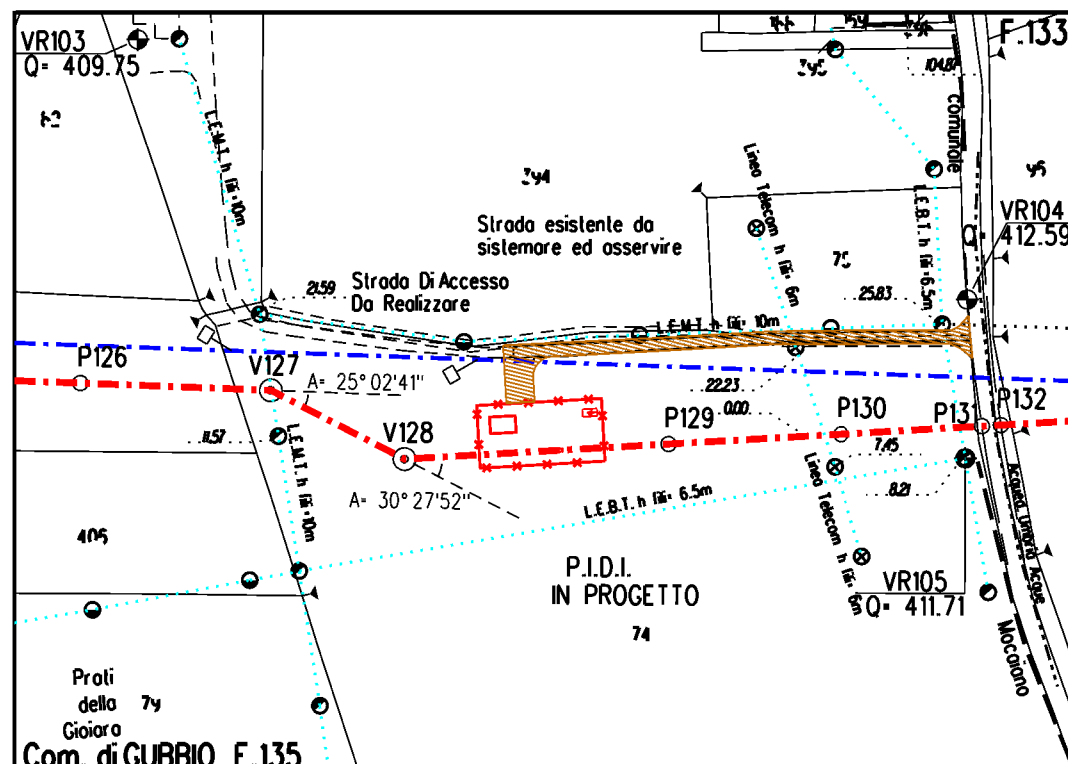 VR103
Q= 409.75
F.133
104.87
comunale
L.E.M.T. h fili=10m
Linea Telecom h fili= 6m
L.E.B.T. h fili=6.5m
VR104
Q=
412.59
Strada esistente da
sistemare ed asservire
Strada Di Accesso
Da Realizzare
21.59
25.83
L.E.M.T. h fili= 10m
P126
V127
A= 25°02'41"
22.23
0.00
P129
P130
P131
P132
11.57
V128
7.45
8.21
L.E.M.T. h fili=10m
A= 30°27'52"
L.E.B.T. h fili= 6.5m
Linea Telecom h fili= 6m
Acqued. Umbria Acque
405
P.I.D.I.
IN PROGETTO
VR105
Q= 411.71
74
Mocaiano
Prati
della
Gioiara
Com. di GUBBIO F.135